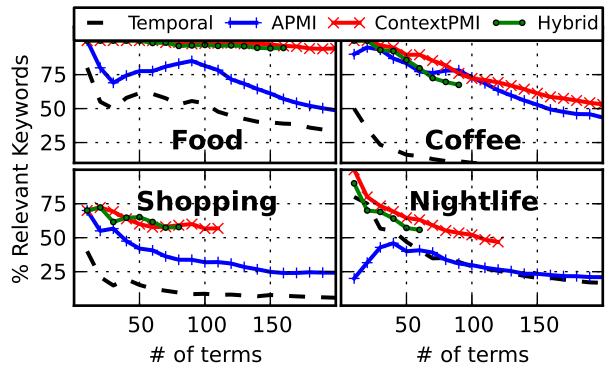 Temporal APMI ContextPMI Hybrid
% Relevant Keywords
75
50
25
Food
Coffee
75
50
25
Shopping
Nightlife
50 100 150
50 100 150
# of terms
# of terms